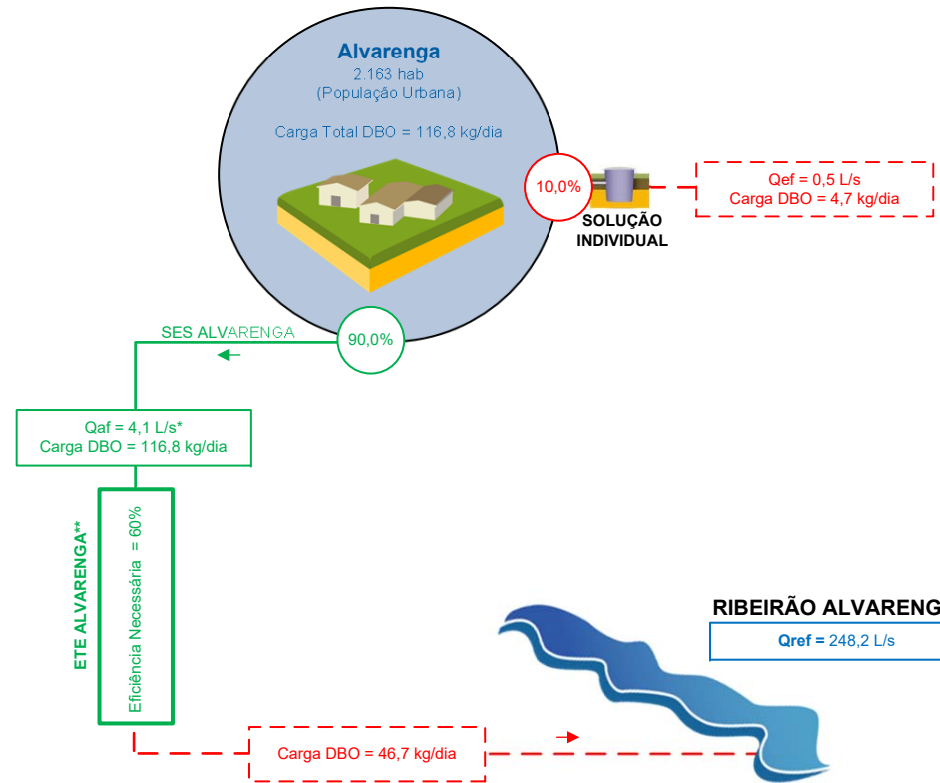 Alvarenga
2.163 hab
(População Urbana)
Carga Total DBO = 116,8 kg/dia
10,0%
SOLUÇÃO
INDIVIDUAL
Qef = 0,5 L/s
Carga DBO = 4,7 kg/dia
SES ALVARENGA
90,0%
Qaf = 4,1 L/s*
Carga DBO = 116,8 kg/dia
ETE ALVARENGA**
Eficiência Necessária = 60%
RIBEIRÃO ALVARENG
Qref = 248,2 L/s
Carga DBO = 46,7 kg/dia